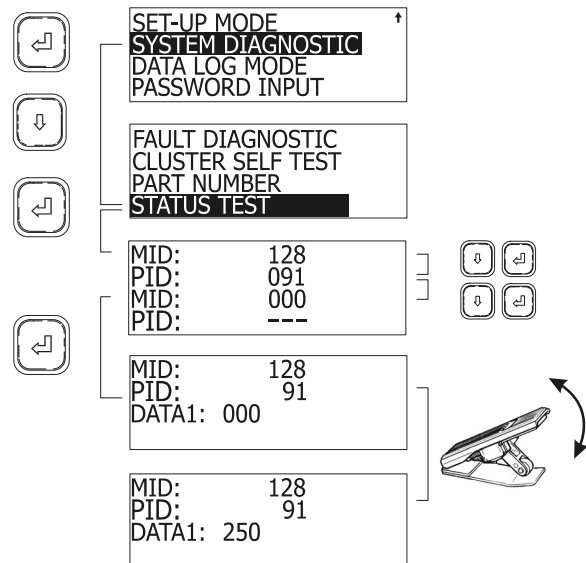 SET-UP MODE
SYSTEM DIAGNOSTIC
DATA LOG MODE
PASSWORD INPUT
FAULT DIAGNOSTIC
CLUSTER SELF TEST
PART NUMBER
STATUS TEST
MID: 128
PID: 091
MID: 000
PID: ---
MID: 128
PID: 91
DATA1: 000
MID: 128
PID: 91
DATA1: 250